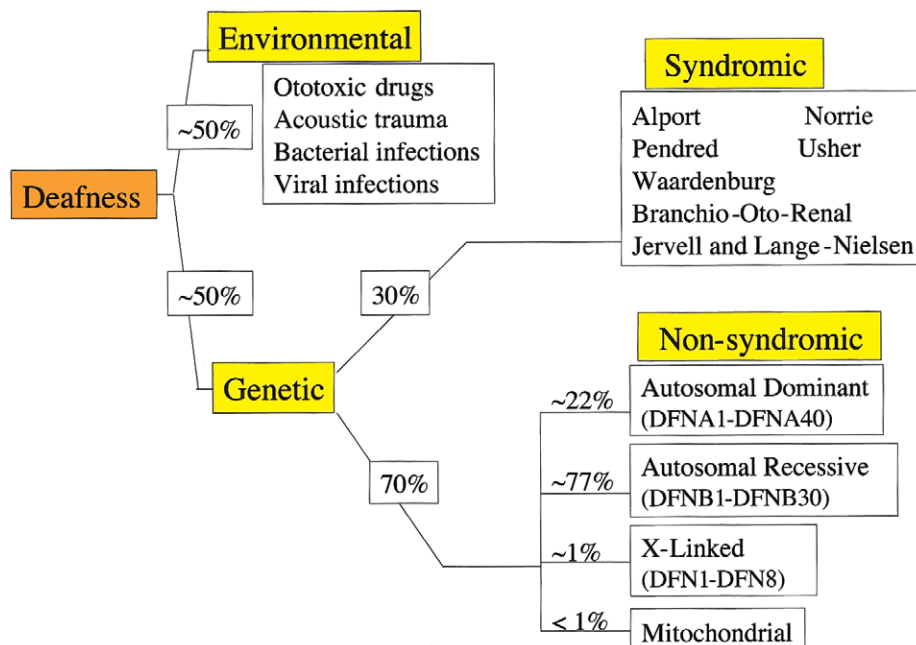 Environmental
Ototoxic drugs
Acoustic trauma
Bacterial infections
Viral infections
~50%
Deafness
~50%
Genetic
30%
70%
Syndromic
Alport Norrie
Pendred Usher
Waardenburg
Branchio-Oto-Renal
Jervell and Lange-Nielsen
Non-syndromic
~22%
Autosomal Dominant
(DFNA1-DFNA40)
~77%
Autosomal Recessive
(DFNB1-DFNB30)
~1%
X-Linked
(DFN1-DFN8)
< 1%
Mitochondrial